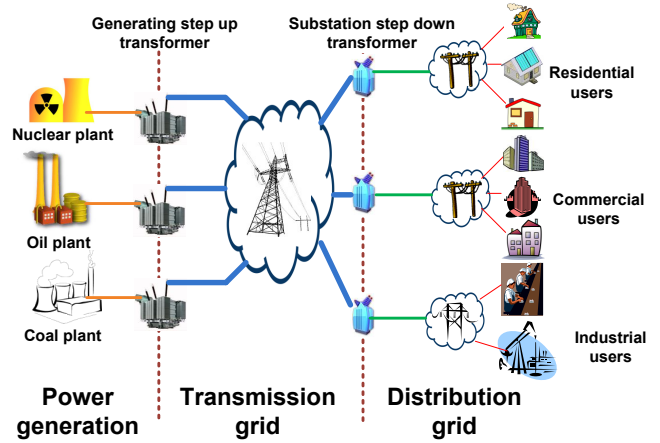 Generating step up
transformer
Substation step down
transformer
Residential
users
Nuclear plant
Commercial
users
Oil plant
Coal plant
Industrial
users
Power
generation
Transmission
grid
Distribution
grid